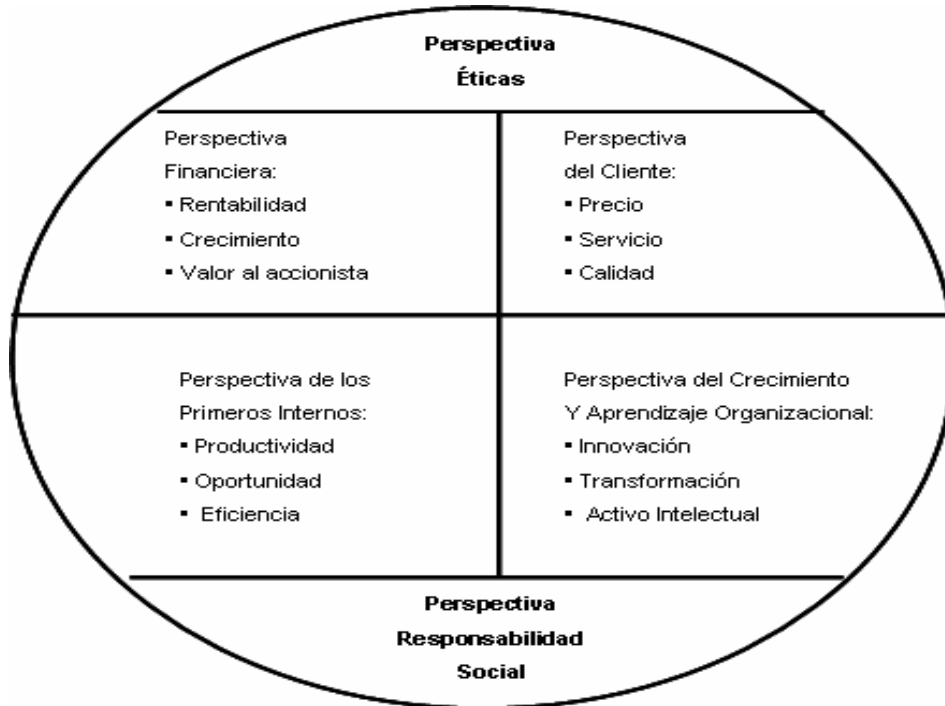 Perspectiva
Éticas
Perspectiva
Financiera:
▪ Rentabilidad
▪ Crecimiento
▪ Valor al accionista
Perspectiva
del Cliente:
▪ Precio
▪ Servicio
▪ Calidad
Perspectiva de los
Primeros Internos:
▪ Productividad
▪ Oportunidad
▪ Eficiencia
Perspectiva del Crecimiento
Y Aprendizaje Organizacional:
▪ Innovación
▪ Transformación
▪ Activo Intelectual
Perspectiva
Responsabilidad
Social